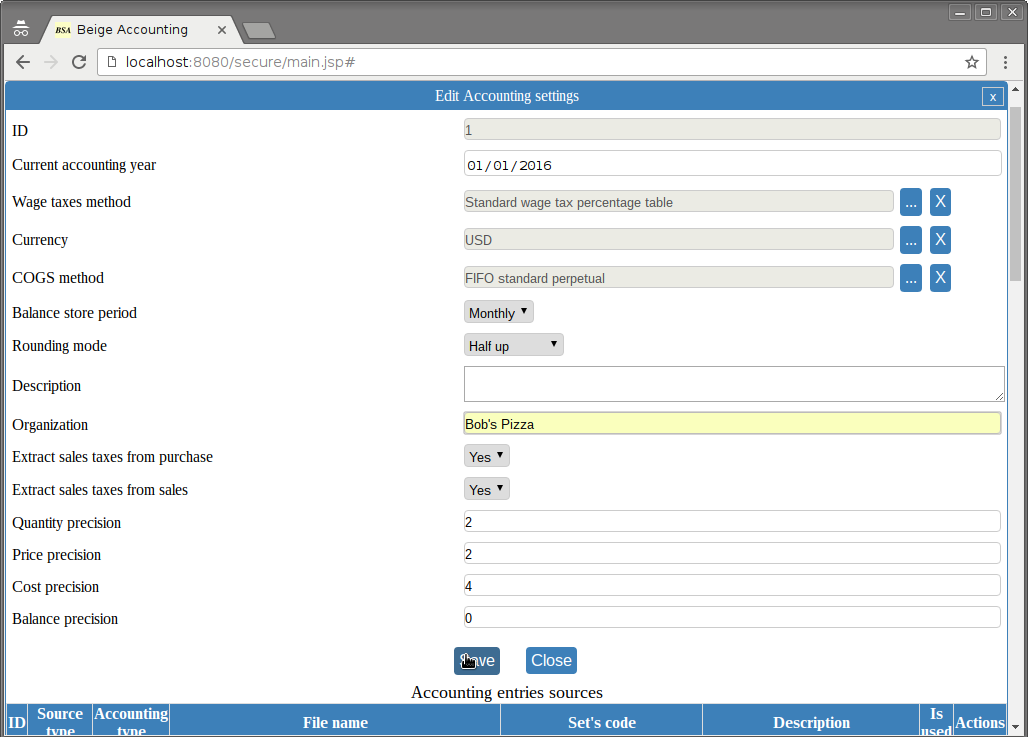 BSA Beige Accounting
localhost:8080/secure/main.jsp#
Edit Accounting settings x
ID 1
Current accounting year 01/01/2016
Wage taxes method Standard wage tax percentage table ... X
Currency USD ... X
COGS method FIFO standard perpetual ... X
Balance store period Monthly
Rounding mode Half up
Description
Organization Bob's Pizza
Extract sales taxes from purchase Yes
Extract sales taxes from sales Yes
Quantity precision 2
Price precision 2
Cost precision 4
Balance precision 0
Save Close
Accounting entries sources
ID Source type Accounting type File name Set's code Description Is used Actions